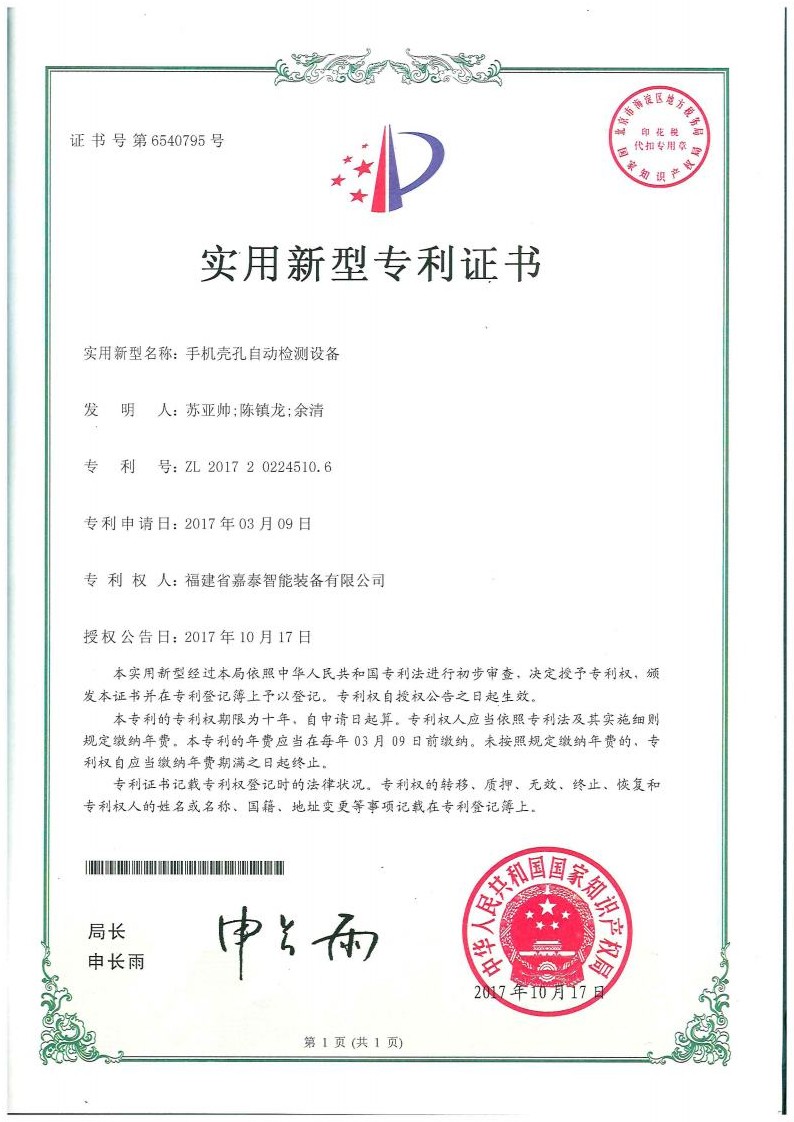 证书号第6540795号
北京市海淀区地方税务局
印花税
代扣专用章
国家知识产权局
实用新型专利证书
实用新型名称：手机壳孔自动检测设备
发明人：苏亚帅;陈镇龙;余清
专利号：ZL 2017 2 0224510.6
专利申请日：2017年03月09日
专利权人：福建省嘉泰智能装备有限公司
授权公告日：2017年10月17日
本实用新型经过本局依照中华人民共和国专利法进行初步审查，决定授予专利权，颁
发本证书并在专利登记簿上予以登记。专利权自授权公告之日起生效。
本专利的专利权期限为十年，自申请日起算。专利权人应当依照专利法及其实施细则
规定缴纳年费。本专利的年费应当在每年03月09日前缴纳。未按照规定缴纳年费的，专
利权自应当缴纳年费期满之日起终止。
专利证书记载专利权登记时的法律状况。专利权的转移、质押、无效、终止、恢复和
专利权人的姓名或名称、国籍、地址变更等事项记载在专利登记簿上。
局长
申长雨
申长雨
中华人民共和国国家知识产权局
2017年10月17日
第1页(共1页)